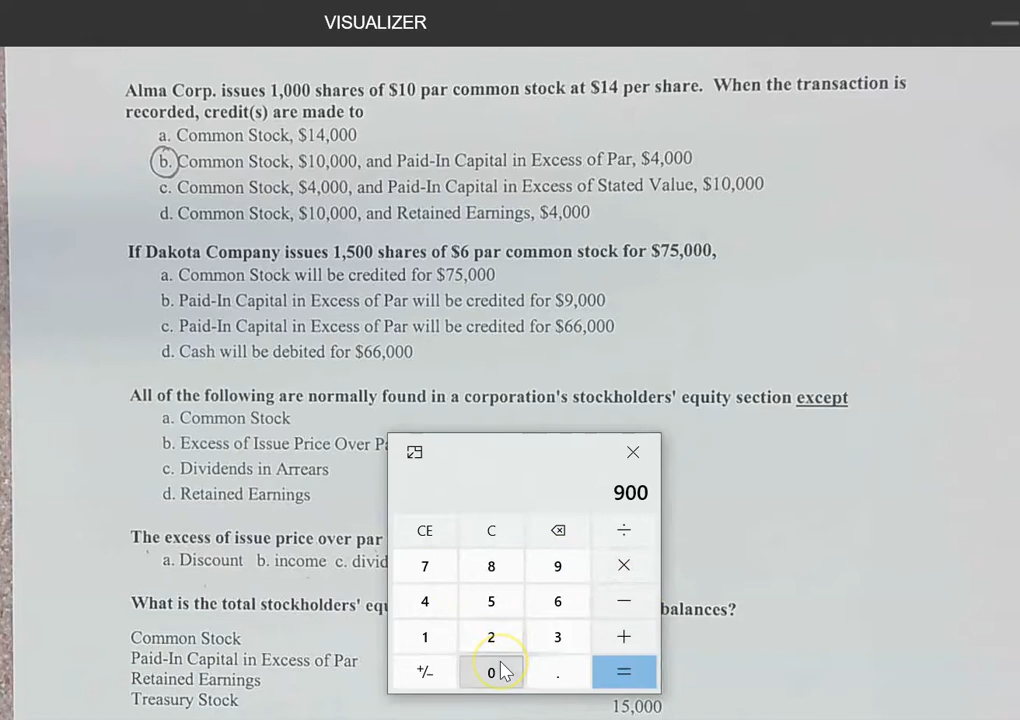 VISUALIZER
Alma Corp. issues 1,000 shares of $10 par common stock at $14 per share. When the transaction is
recorded, credit(s) are made to
a. Common Stock, $14,000
b. Common Stock, $10,000, and Paid-In Capital in Excess of Par, $4,000
c. Common Stock, $4,000, and Paid-In Capital in Excess of Stated Value, $10,000
d. Common Stock, $10,000, and Retained Earnings, $4,000
If Dakota Company issues 1,500 shares of $6 par common stock for $75,000,
a. Common Stock will be credited for $75,000
b. Paid-In Capital in Excess of Par will be credited for $9,000
c. Paid-In Capital in Excess of Par will be credited for $66,000
d. Cash will be debited for $66,000
All of the following are normally found in a corporation's stockholders' equity section except
a. Common Stock
b. Excess of Issue Price Over
c. Dividends in Arrears
d. Retained Earnings
The excess of issue price over par
a. Discount b. income c.
What is the total stockholders' balances?
Common Stock
Paid-In Capital in Excess of Par
Retained Earnings
Treasury Stock 15,000
900
CE C ÷
7 8 9 ×
4 5 6 −
1 2 3 +
+/− 0 . =